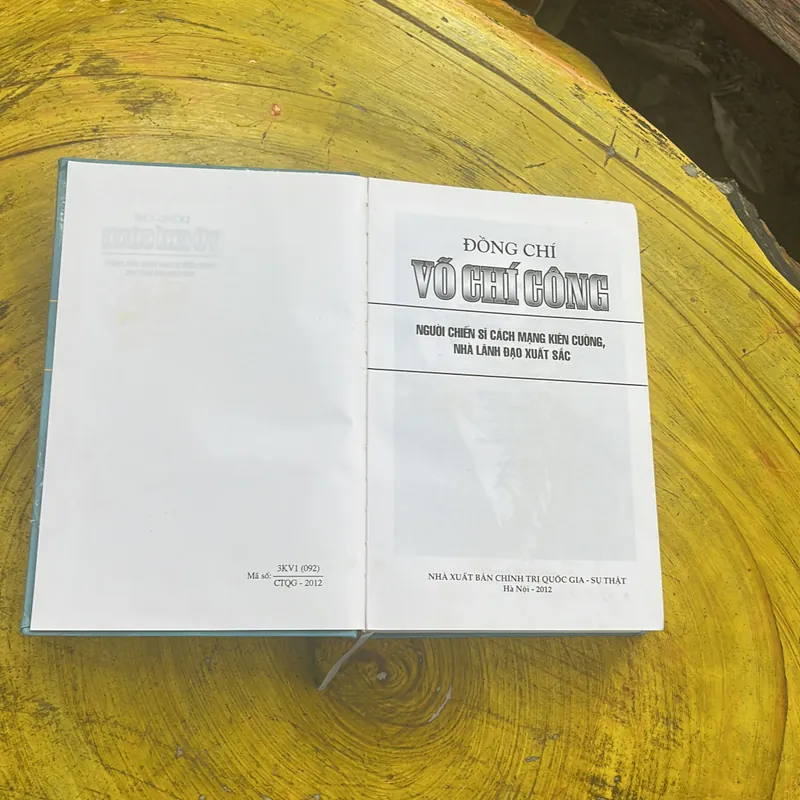 Mã số: 3KV1 (092)
CTQG - 2012
ĐỒNG CHÍ
VÕ CHÍ CÔNG
NGƯỜI CHIẾN SĨ CÁCH MẠNG KIÊN CƯỜNG,
NHÀ LÃNH ĐẠO XUẤT SẮC
NHÀ XUẤT BẢN CHÍNH TRỊ QUỐC GIA - SỰ THẬT
Hà Nội - 2012